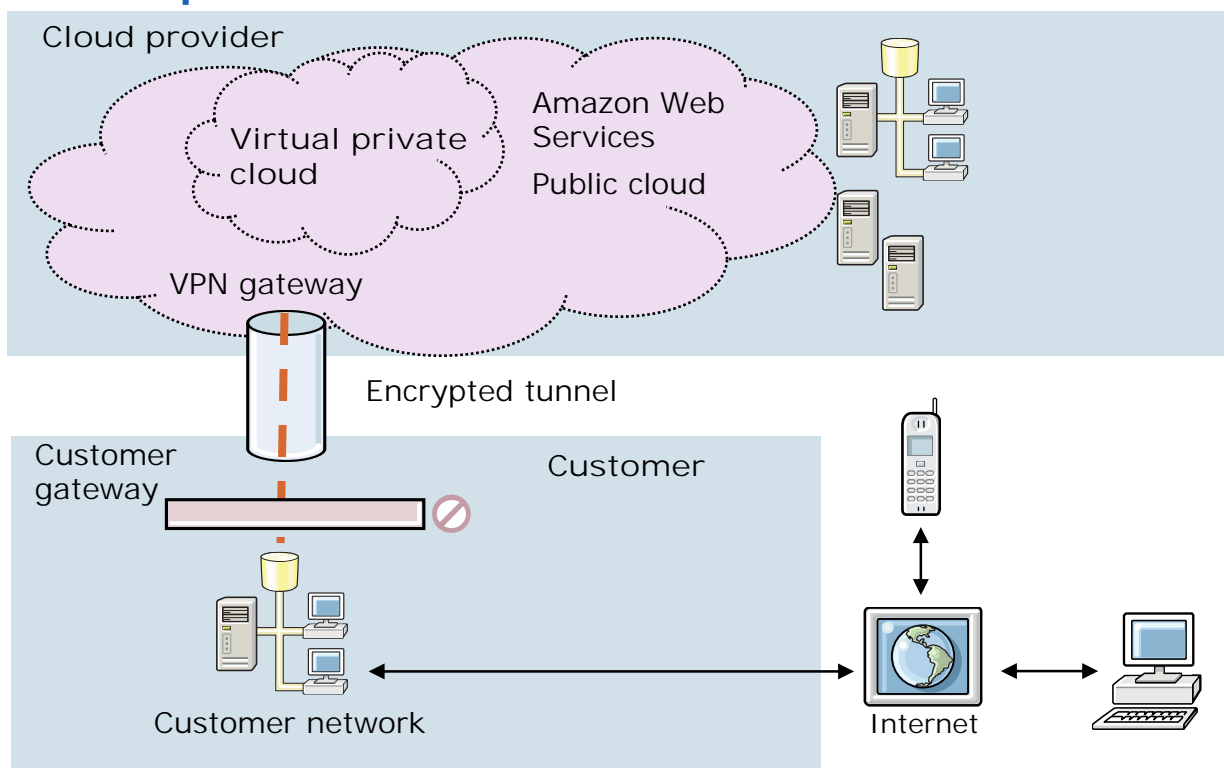 Cloud provider
Virtual private
cloud
Amazon Web
Services
Public cloud
VPN gateway
Encrypted tunnel
Customer
gateway
Customer
Customer network
Internet